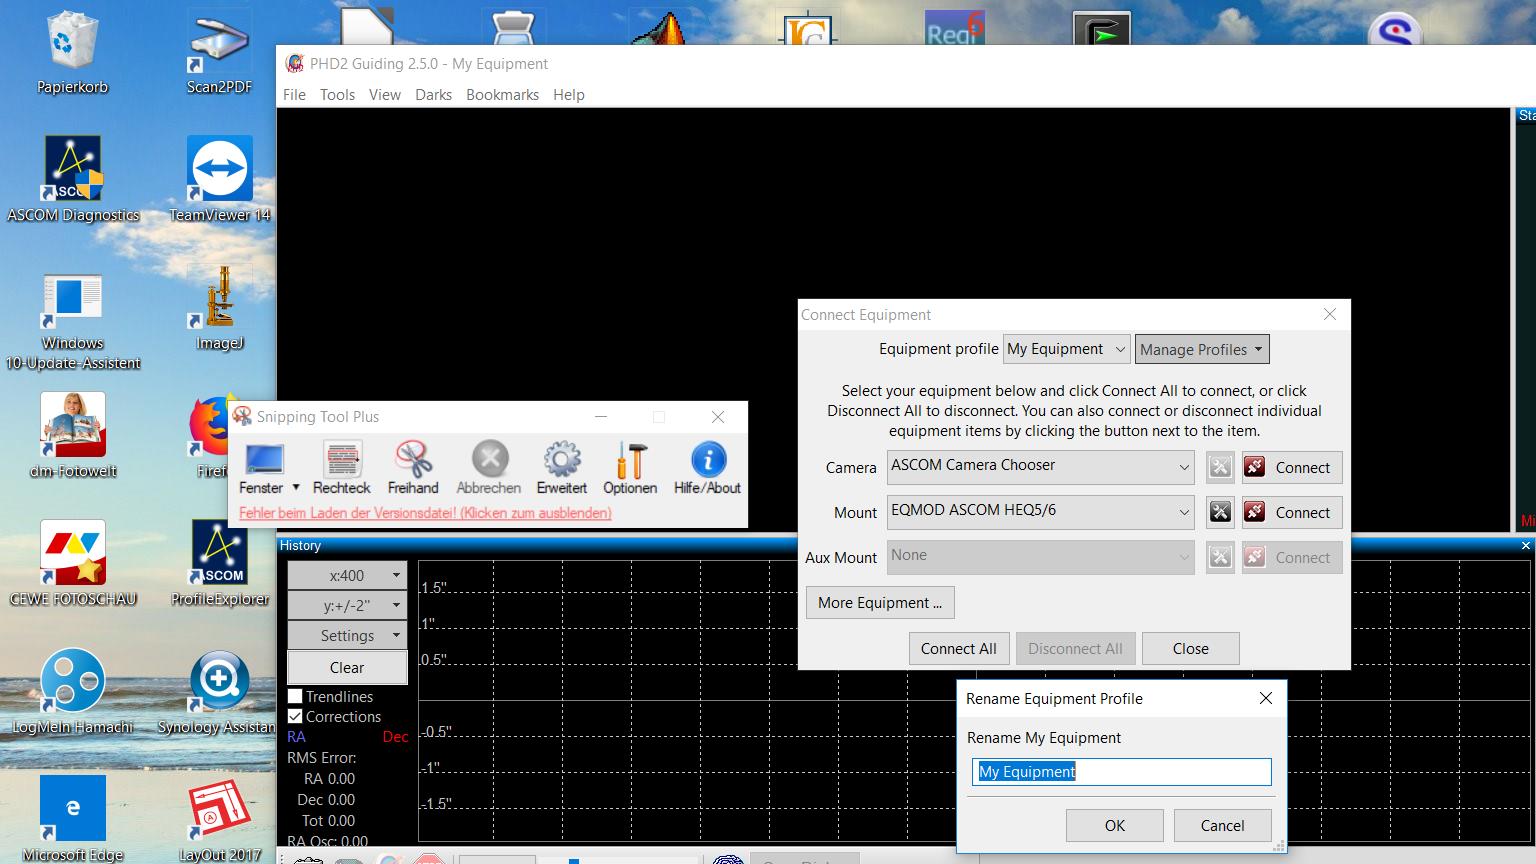 Papierkorb
Scan2PDF
Regi 6
PHD2 Guiding 2.5.0 - My Equipment
File Tools View Darks Bookmarks Help
Sta
ASCOM
ASCOM Diagnostics
TeamViewer 14
Windows
10-Update-Assistent
ImageJ
dm-Fotowelt
Firef
CEWE FOTOSCHAU
ASCOM
ProfileExplorer
LogMeIn Hamachi
Synology Assistan
Microsoft Edge
LayOut 2017
Snipping Tool Plus
Fenster Rechteck Freihand Abbrechen Erweitert Optionen Hilfe/About
Fehler beim Laden der Versionsdatei! (Klicken zum ausblenden)
Connect Equipment
Equipment profile My Equipment Manage Profiles
Select your equipment below and click Connect All to connect, or click
Disconnect All to disconnect. You can also connect or disconnect individual
equipment items by clicking the button next to the item.
Camera ASCOM Camera Chooser Connect
Mount EQMOD ASCOM HEQ5/6 Connect
Aux Mount None Connect
More Equipment ...
Connect All Disconnect All Close
Mi
History
x:400
y:+/-2"
Settings
Clear
Trendlines
Corrections
RA Dec
RMS Error:
RA 0.00
Dec 0.00
Tot 0.00
RA Osc: 0.00
1.5"
1"
0.5"
-0.5"
-1"
-1.5"
Rename Equipment Profile
Rename My Equipment
My Equipment
OK Cancel